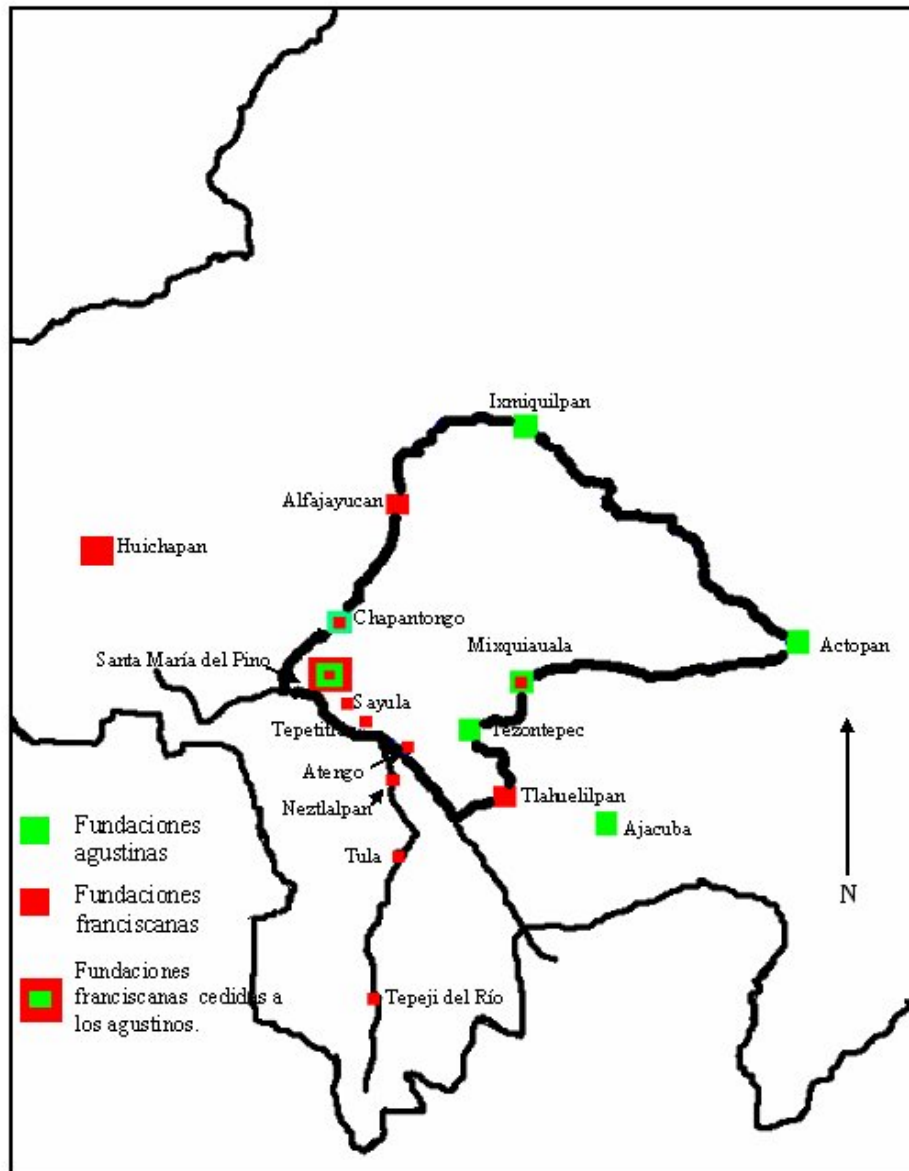 Ixmiquilpan
Alfajayucan
Huichapan
Chapantongo
Mixquiauala
Actopan
Santa María del Pino
Sayula
Tezontepec
Atengo
Neztlalpan
Tlahuelilpan
Ajacuba
Tula
N
Tepeji del Río
Fundaciones
agustinas
Fundaciones
franciscanas
Fundaciones
franciscanas cedidas a
los agustinos.